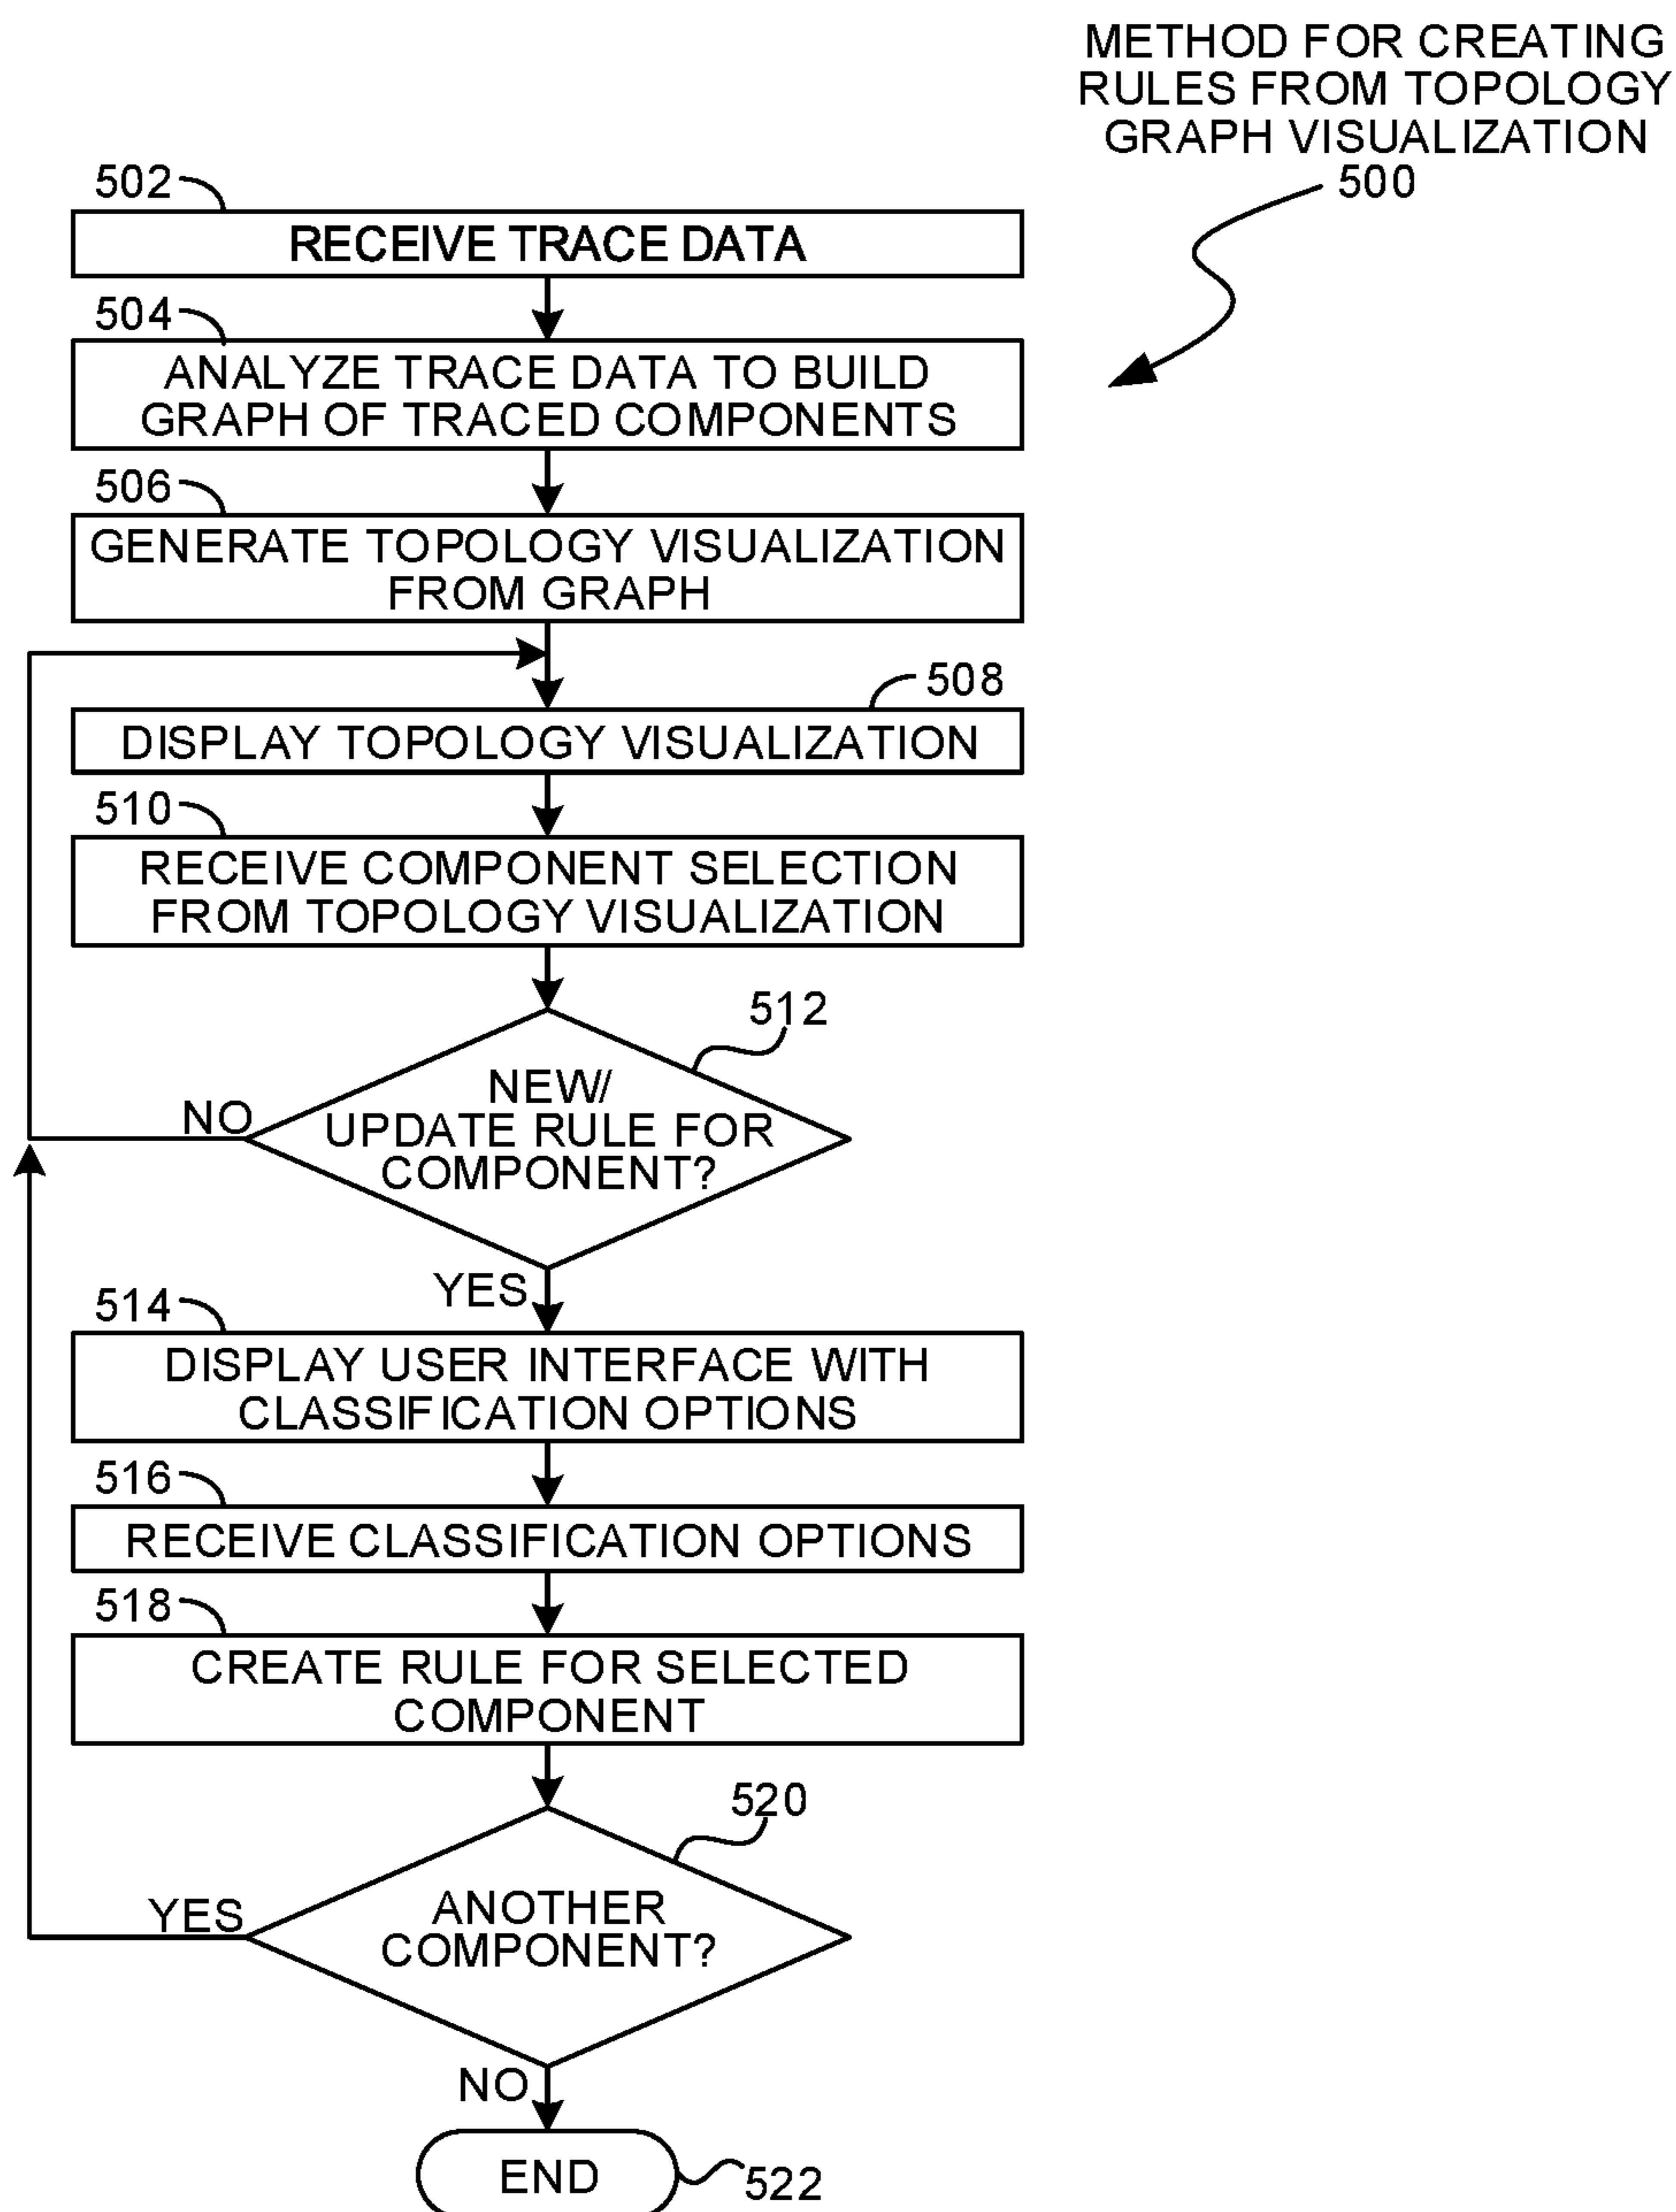 METHOD FOR CREATING
RULES FROM TOPOLOGY
GRAPH VISUALIZATION
500
502
RECEIVE TRACE DATA
504
ANALYZE TRACE DATA TO BUILD
GRAPH OF TRACED COMPONENTS
506
GENERATE TOPOLOGY VISUALIZATION
FROM GRAPH
508
DISPLAY TOPOLOGY VISUALIZATION
510
RECEIVE COMPONENT SELECTION
FROM TOPOLOGY VISUALIZATION
512
NEW/
UPDATE RULE FOR
COMPONENT?
NO
YES
514
DISPLAY USER INTERFACE WITH
CLASSIFICATION OPTIONS
516
RECEIVE CLASSIFICATION OPTIONS
518
CREATE RULE FOR SELECTED
COMPONENT
520
ANOTHER
COMPONENT?
YES
NO
END
522